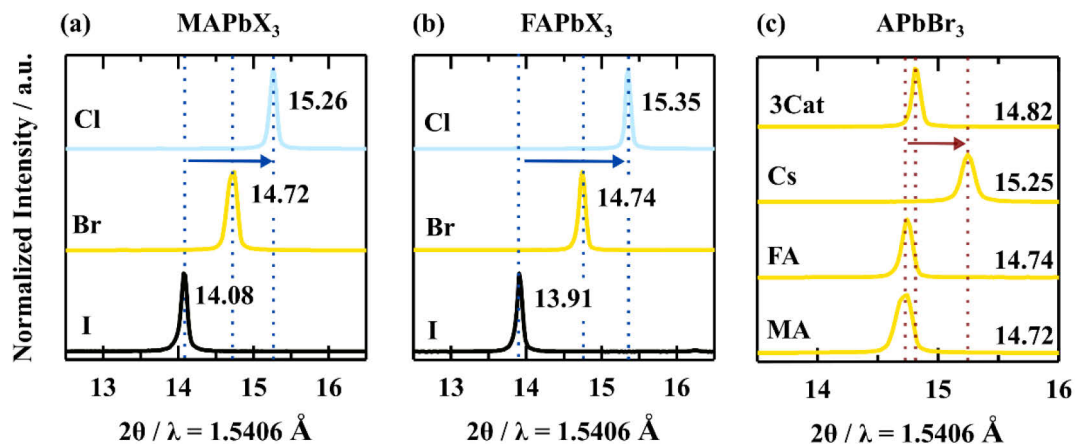 (a) MAPbX₃
(b) FAPbX₃
(c) APbBr₃
Normalized Intensity / a.u.
Cl
15.26
Br
14.72
I
14.08
13 14 15 16
2θ / λ = 1.5406 Å
Cl
15.35
Br
14.74
I
13.91
13 14 15 16
2θ / λ = 1.5406 Å
3Cat
14.82
Cs
15.25
FA
14.74
MA
14.72
14 15 16
2θ / λ = 1.5406 Å